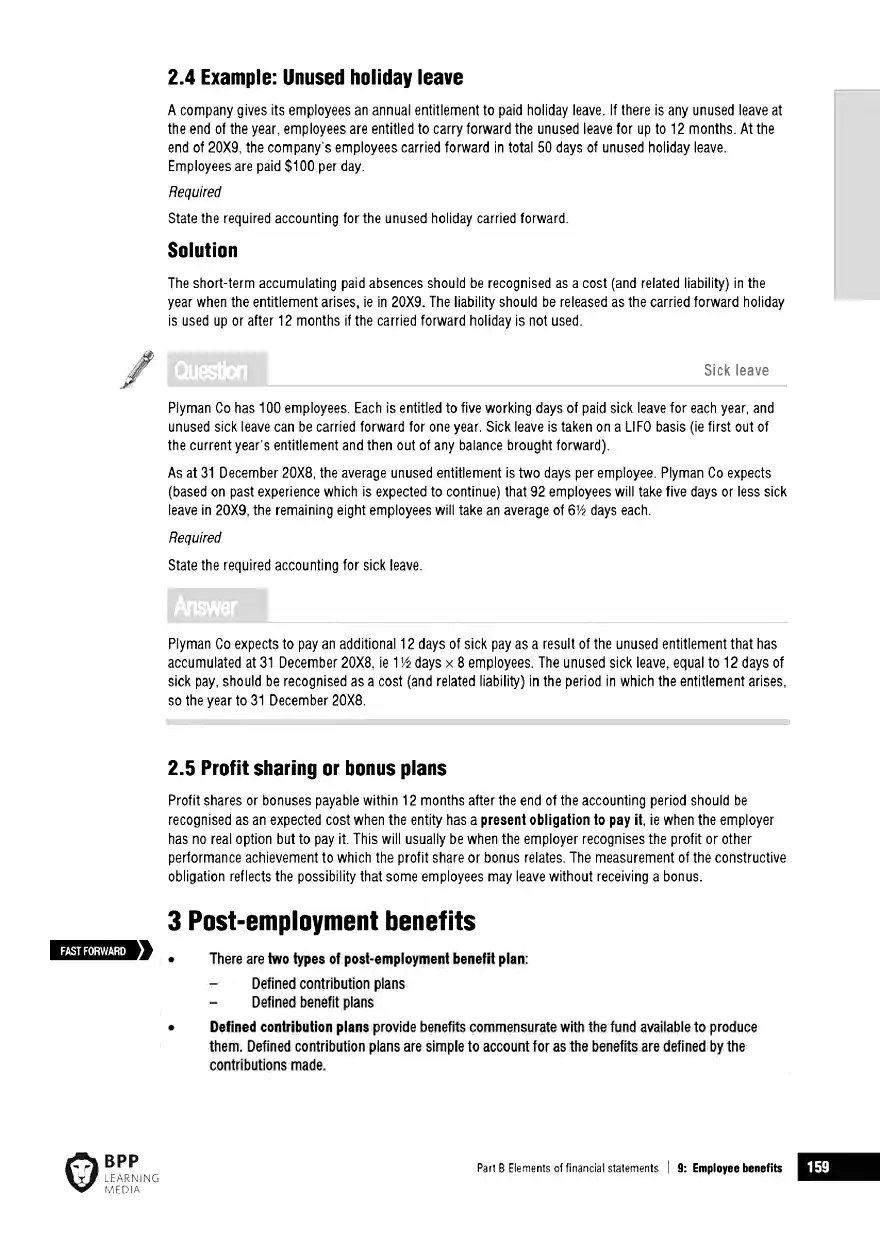 2.4 Example: Unused holiday leave
A company gives its employees an annual entitlement to paid holiday leave. If there is any unused leave at
the end of the year, employees are entitled to carry forward the unused leave for up to 12 months. At the
end of 20X9, the company's employees carried forward in total 50 days of unused holiday leave.
Employees are paid $100 per day.
Required
State the required accounting for the unused holiday carried forward.
Solution
The short-term accumulating paid absences should be recognised as a cost (and related liability) in the
year when the entitlement arises, ie in 20X9. The liability should be released as the carried forward holiday
is used up or after 12 months if the carried forward holiday is not used.
Question
Sick leave
Plyman Co has 100 employees. Each is entitled to five working days of paid sick leave for each year, and
unused sick leave can be carried forward for one year. Sick leave is taken on a LIFO basis (ie first out of
the current year's entitlement and then out of any balance brought forward).
As at 31 December 20X8, the average unused entitlement is two days per employee. Plyman Co expects
(based on past experience which is expected to continue) that 92 employees will take five days or less sick
leave in 20X9, the remaining eight employees will take an average of 6½ days each.
Required
State the required accounting for sick leave.
Answer
Plyman Co expects to pay an additional 12 days of sick pay as a result of the unused entitlement that has
accumulated at 31 December 20X8, ie 1½ days × 8 employees. The unused sick leave, equal to 12 days of
sick pay, should be recognised as a cost (and related liability) in the period in which the entitlement arises,
so the year to 31 December 20X8.
2.5 Profit sharing or bonus plans
Profit shares or bonuses payable within 12 months after the end of the accounting period should be
recognised as an expected cost when the entity has a present obligation to pay it, ie when the employer
has no real option but to pay it. This will usually be when the employer recognises the profit or other
performance achievement to which the profit share or bonus relates. The measurement of the constructive
obligation reflects the possibility that some employees may leave without receiving a bonus.
3 Post-employment benefits
FAST FORWARD
• There are two types of post-employment benefit plan:
– Defined contribution plans
– Defined benefit plans
• Defined contribution plans provide benefits commensurate with the fund available to produce
them. Defined contribution plans are simple to account for as the benefits are defined by the
contributions made.
BPP
LEARNING
MEDIA
Part B Elements of financial statements | 9: Employee benefits 159